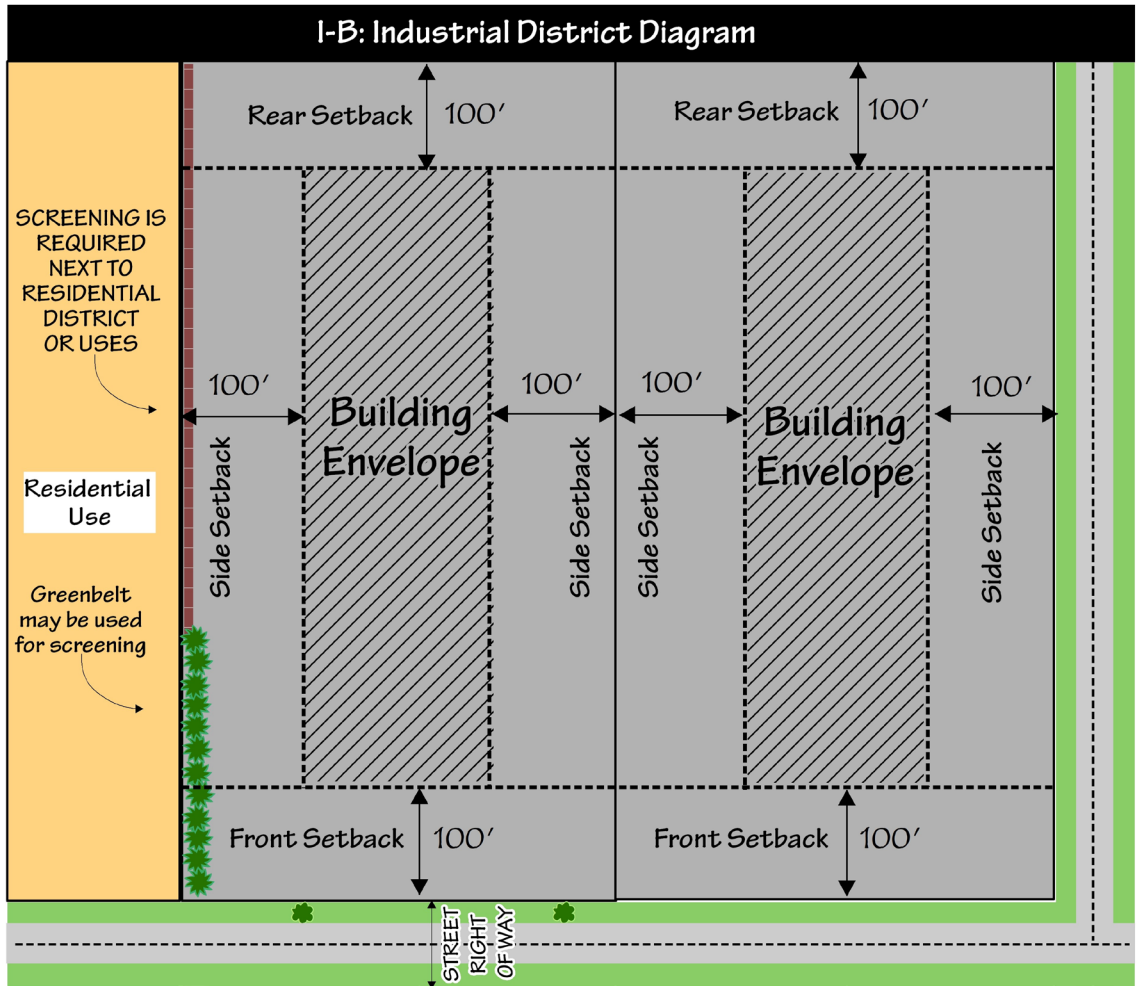 I-B: Industrial District Diagram
Rear Setback 100'
Rear Setback 100'
SCREENING IS
REQUIRED
NEXT TO
RESIDENTIAL
DISTRICT
OR USES
100'
100'
100'
100'
Building
Envelope
Building
Envelope
Side Setback
Side Setback
Side Setback
Side Setback
Residential
Use
Greenbelt
may be used
for screening
Front Setback 100'
Front Setback 100'
STREET
RIGHT
OF WAY